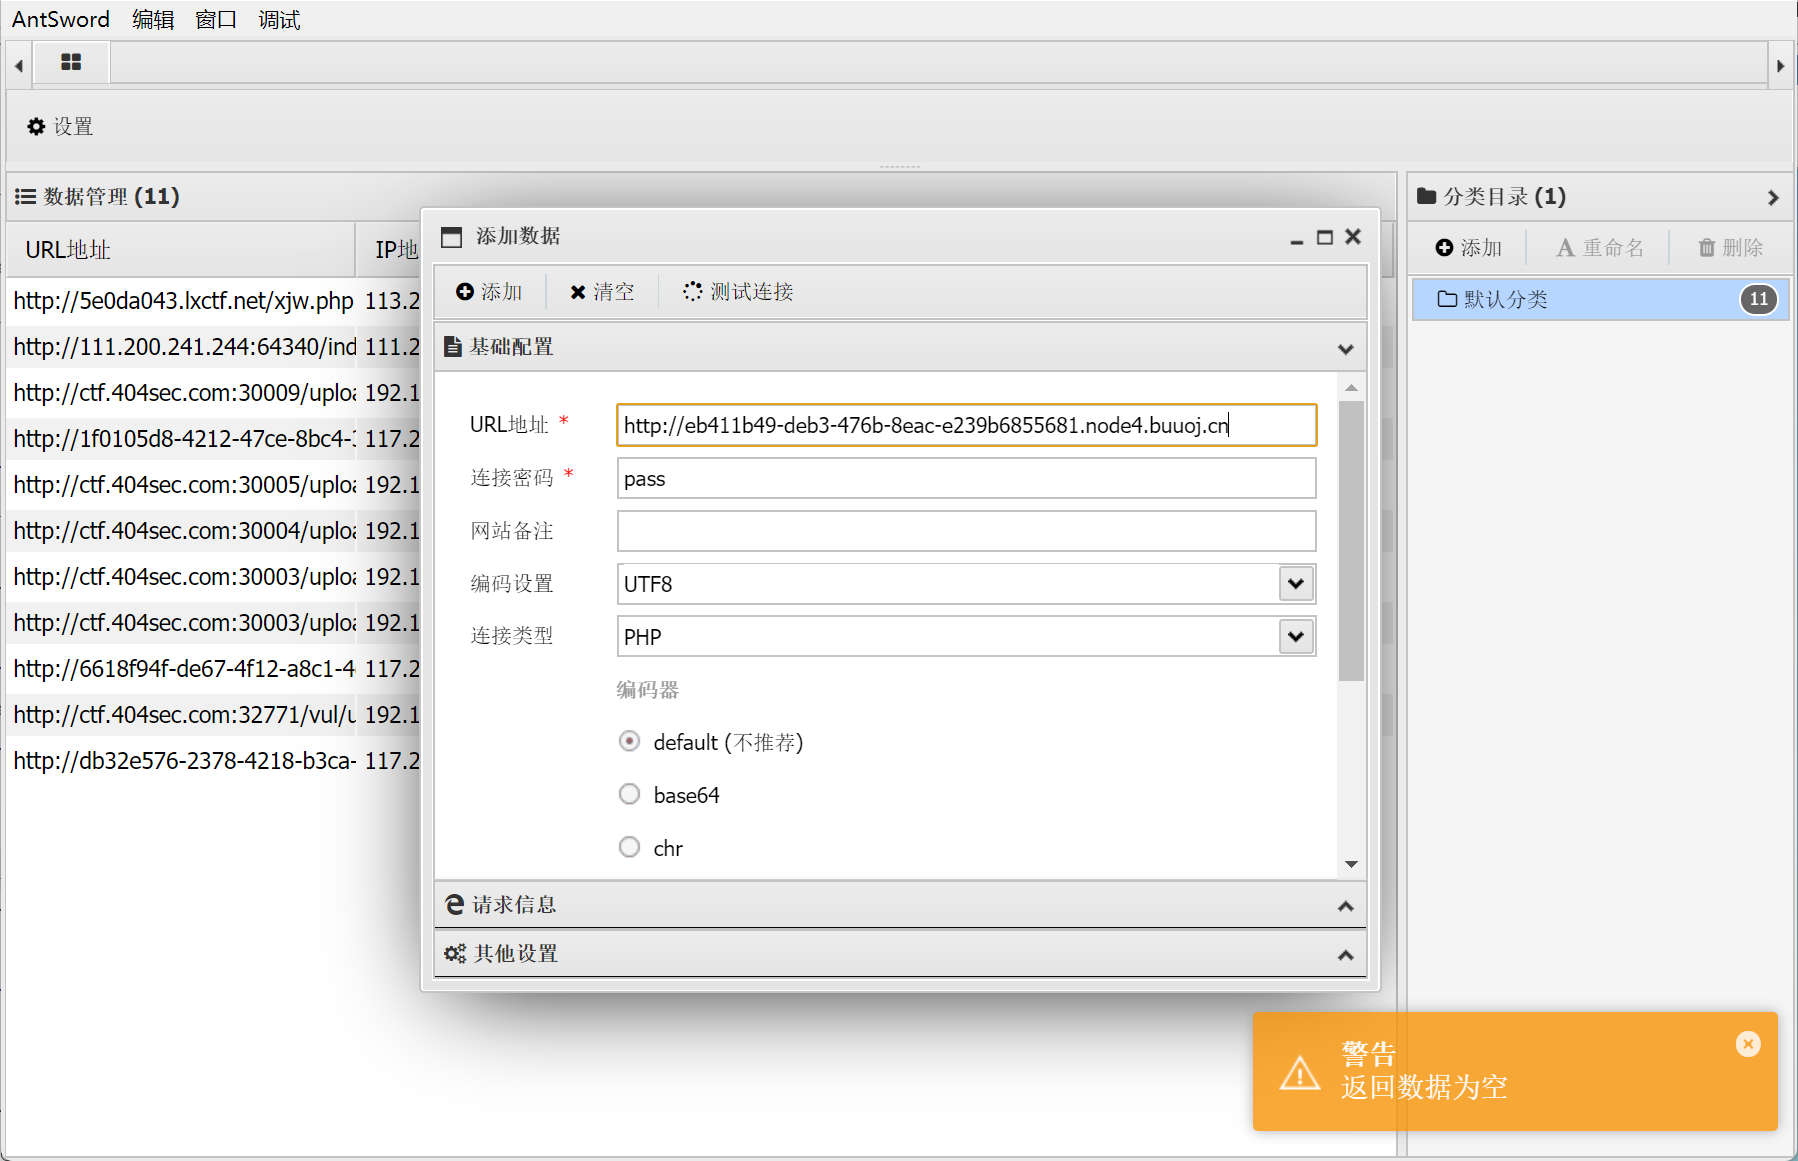 AntSword 编辑 窗口 调试
设置
数据管理 (11)
分类目录 (1)
URL地址 IP地
添加 重命名 删除
默认分类 11
http://5e0da043.lxctf.net/xjw.php 113.2
http://111.200.241.244:64340/ind 111.2
http://ctf.404sec.com:30009/uploa 192.1
http://1f0105d8-4212-47ce-8bc4-3 117.2
http://ctf.404sec.com:30005/uploa 192.1
http://ctf.404sec.com:30004/uploa 192.1
http://ctf.404sec.com:30003/uploa 192.1
http://ctf.404sec.com:30003/uploa 192.1
http://6618f94f-de67-4f12-a8c1-4 117.2
http://ctf.404sec.com:32771/vul/u 192.1
http://db32e576-2378-4218-b3ca- 117.2
添加数据
添加 清空 测试连接
基础配置
URL地址 * http://eb411b49-deb3-476b-8eac-e239b6855681.node4.buuoj.cn
连接密码 * pass
网站备注
编码设置 UTF8
连接类型 PHP
编码器
default (不推荐)
base64
chr
请求信息
其他设置
警告
返回数据为空